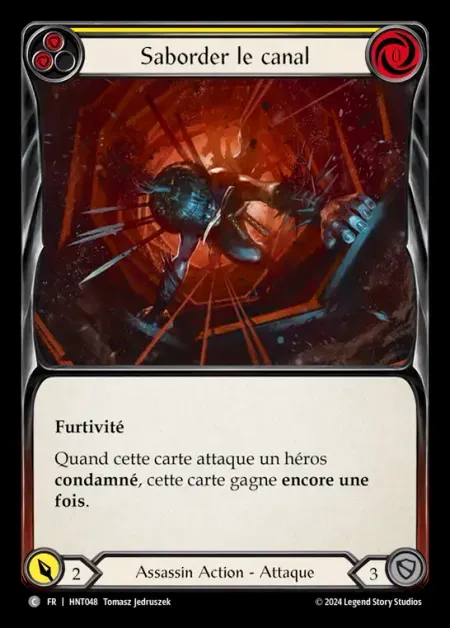 Saborder le canal
0
Furtivité
Quand cette carte attaque un héros
condamné, cette carte gagne encore une
fois.
2
Assassin Action - Attaque
3
C FR | HNT048 Tomasz Jedruszek
© 2024 Legend Story Studios